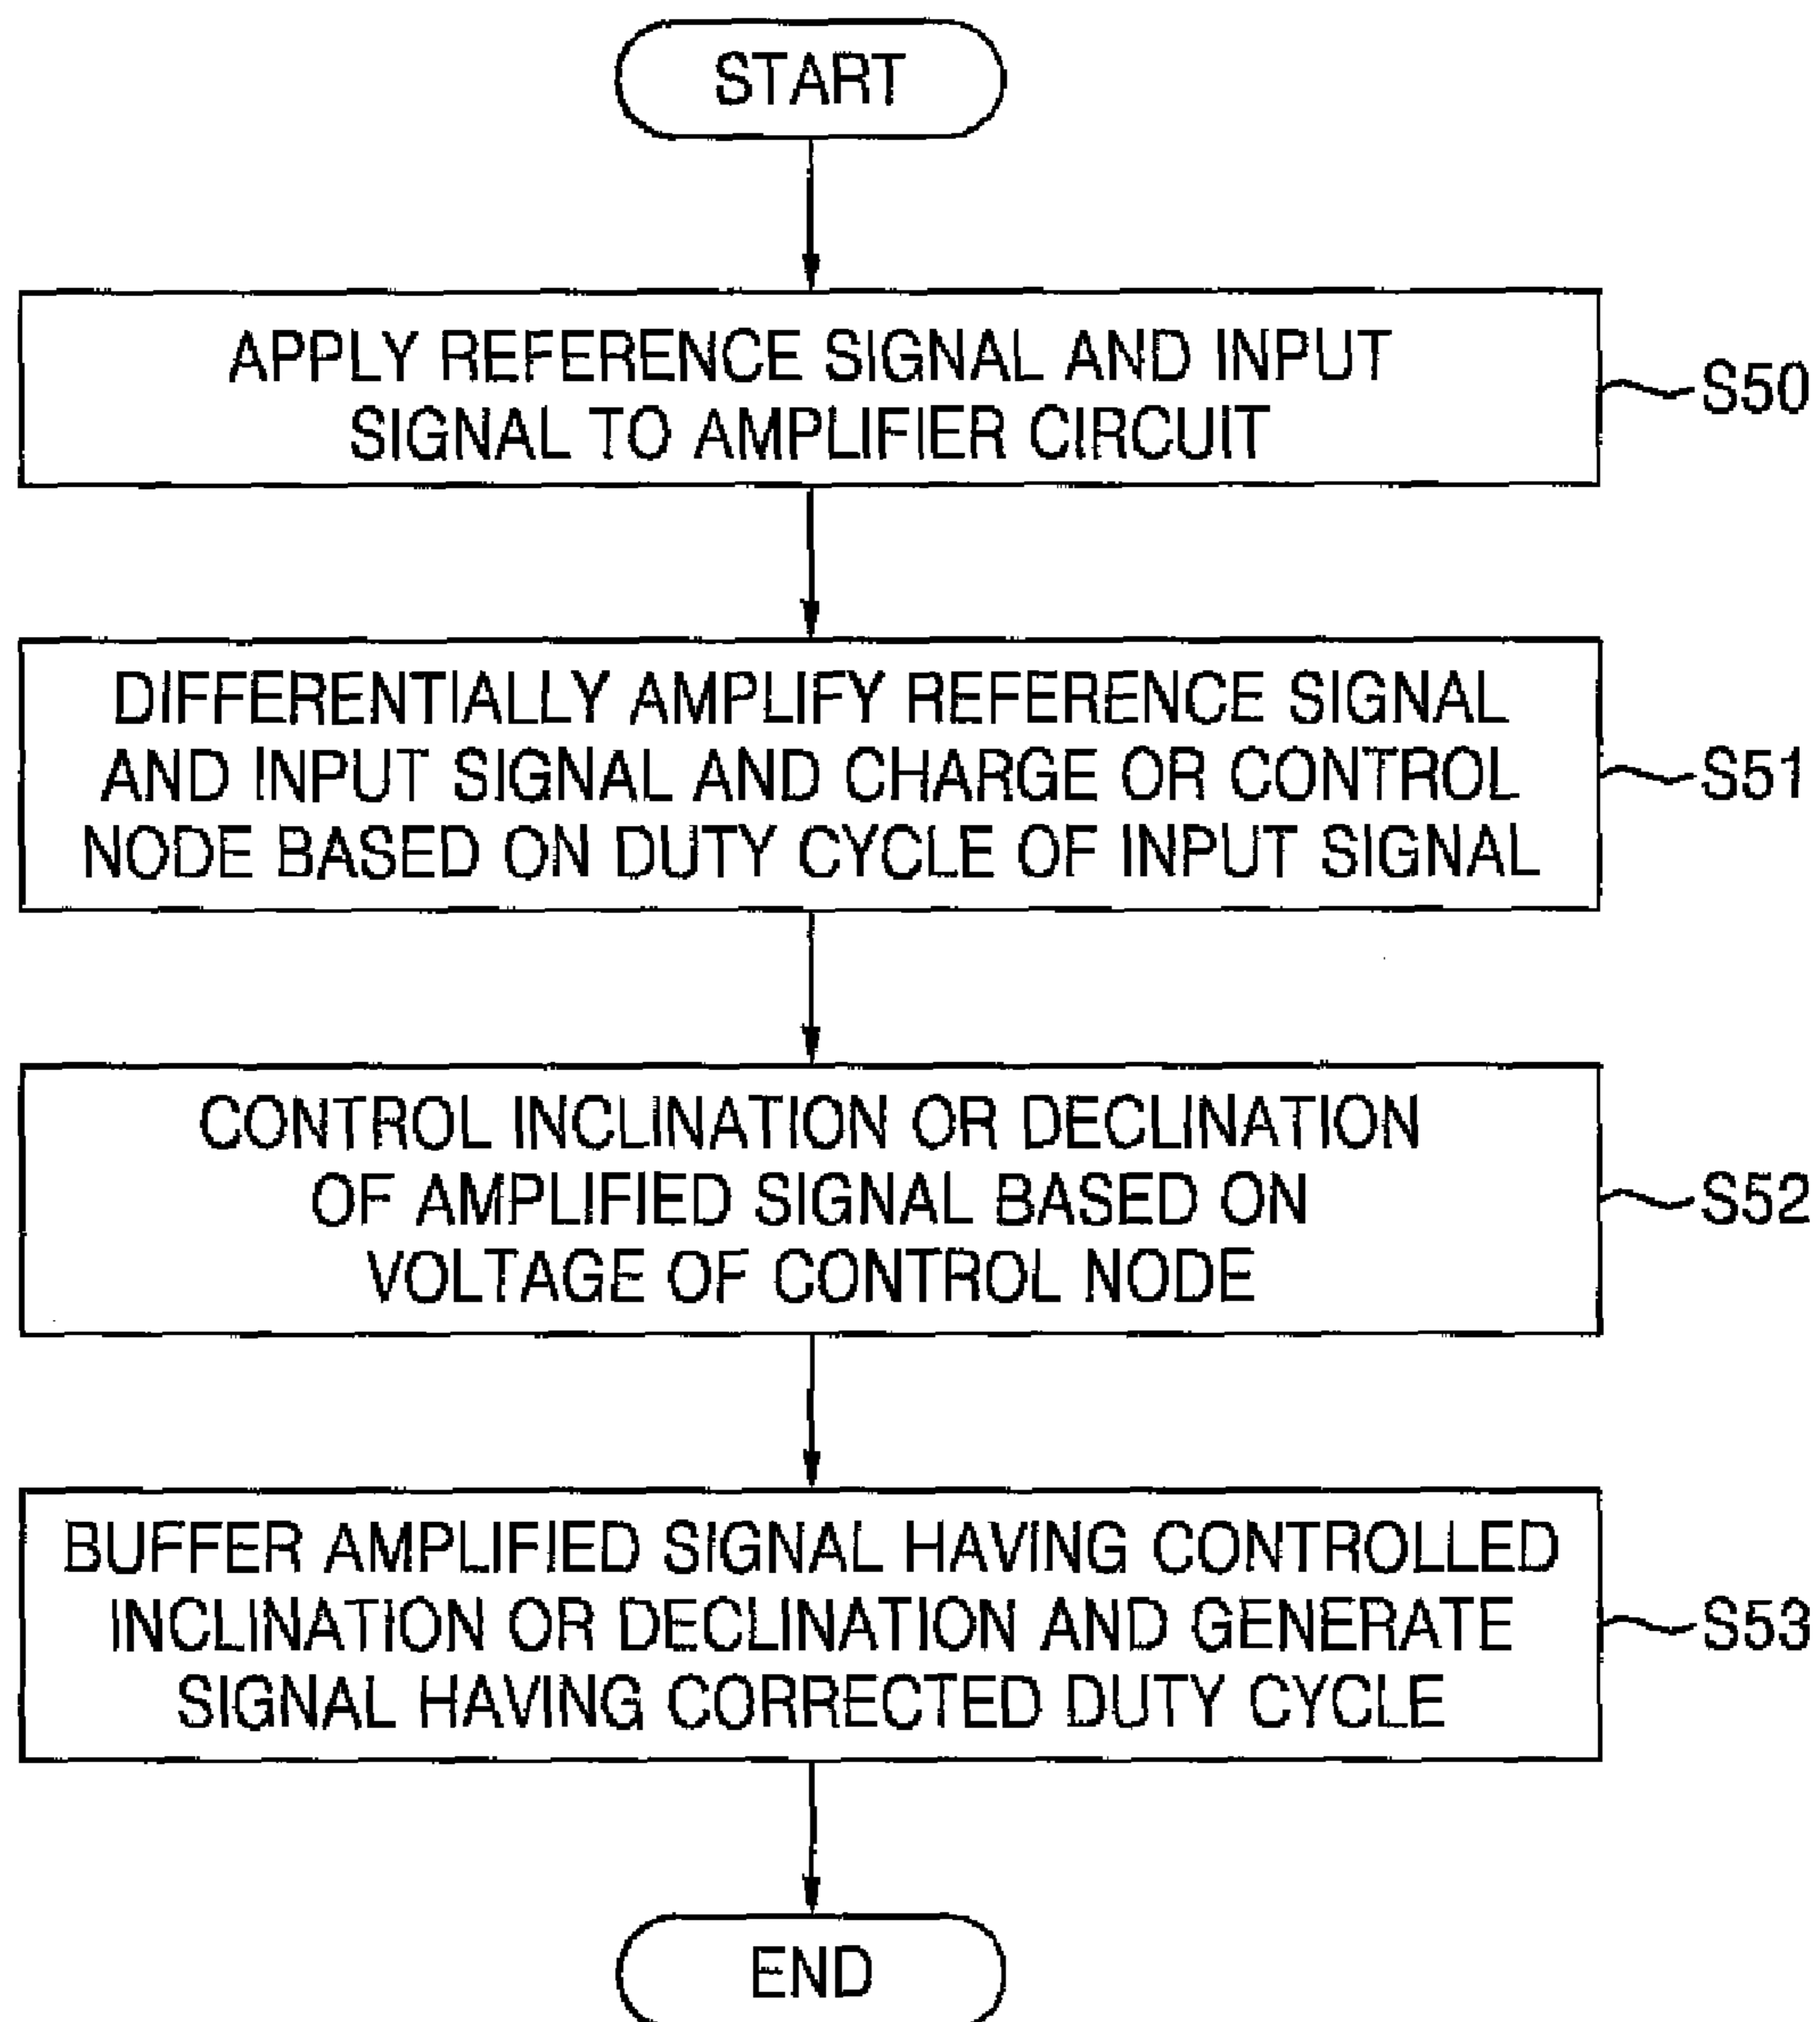 START
APPLY REFERENCE SIGNAL AND INPUT
SIGNAL TO AMPLIFIER CIRCUIT
S50
DIFFERENTIALLY AMPLIFY REFERENCE SIGNAL
AND INPUT SIGNAL AND CHARGE OR CONTROL
NODE BASED ON DUTY CYCLE OF INPUT SIGNAL
S51
CONTROL INCLINATION OR DECLINATION
OF AMPLIFIED SIGNAL BASED ON
VOLTAGE OF CONTROL NODE
S52
BUFFER AMPLIFIED SIGNAL HAVING CONTROLLED
INCLINATION OR DECLINATION AND GENERATE
SIGNAL HAVING CORRECTED DUTY CYCLE
S53
END